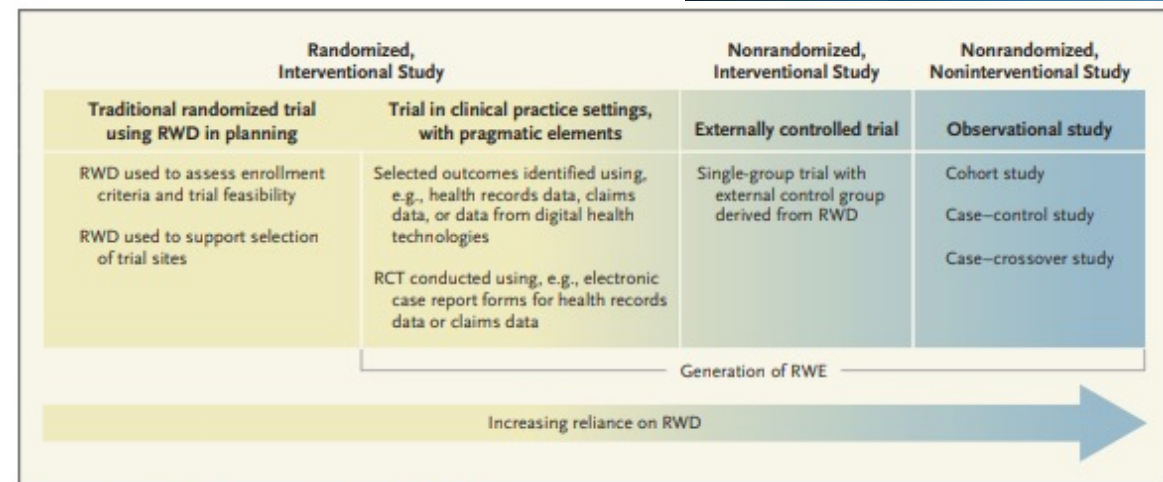 Randomized,
Interventional Study
Nonrandomized,
Interventional Study
Nonrandomized,
Noninterventional Study
Traditional randomized trial
using RWD in planning
Trial in clinical practice settings,
with pragmatic elements
Externally controlled trial
Observational study
RWD used to assess enrollment
criteria and trial feasibility
RWD used to support selection
of trial sites
Selected outcomes identified using,
e.g., health records data, claims
data, or data from digital health
technologies
RCT conducted using, e.g., electronic
case report forms for health records
data or claims data
Single-group trial with
external control group
derived from RWD
Cohort study
Case–control study
Case–crossover study
Generation of RWE
Increasing reliance on RWD